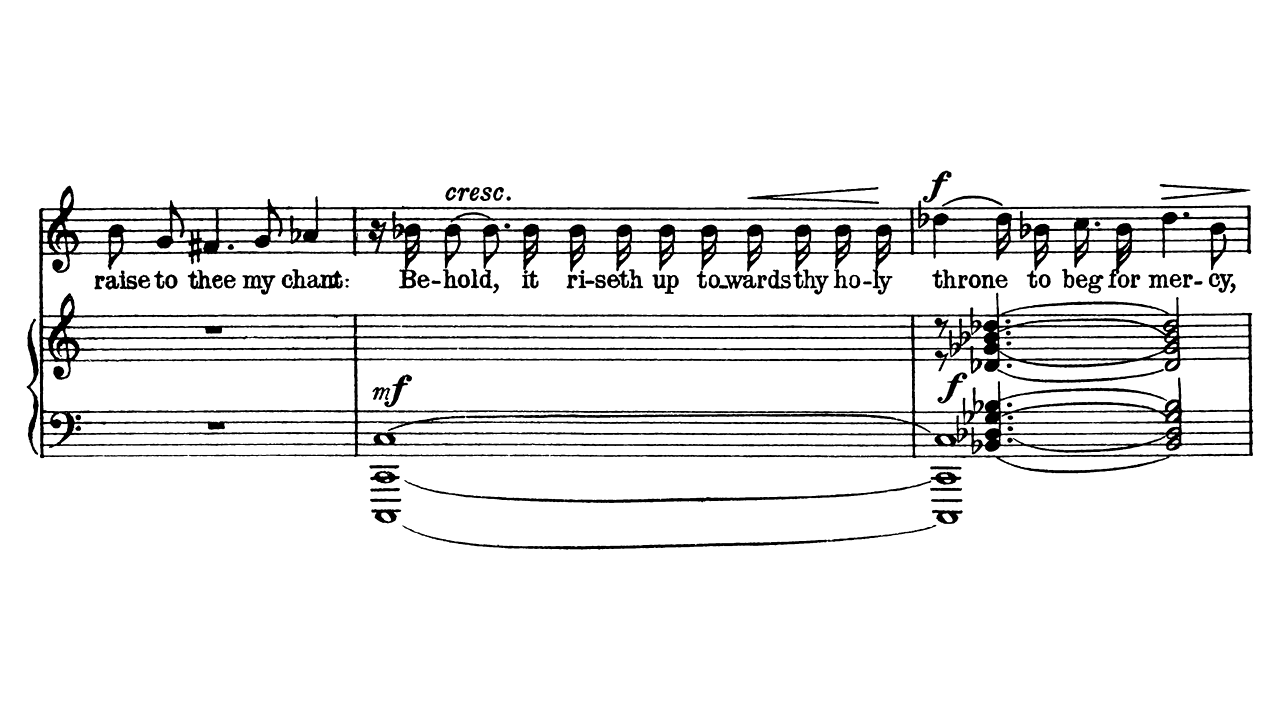 cresc.
f
raise to thee my chant: Be-hold, it ri-seth up to-wards thy ho-ly throne to beg for mer-cy,
mf
f